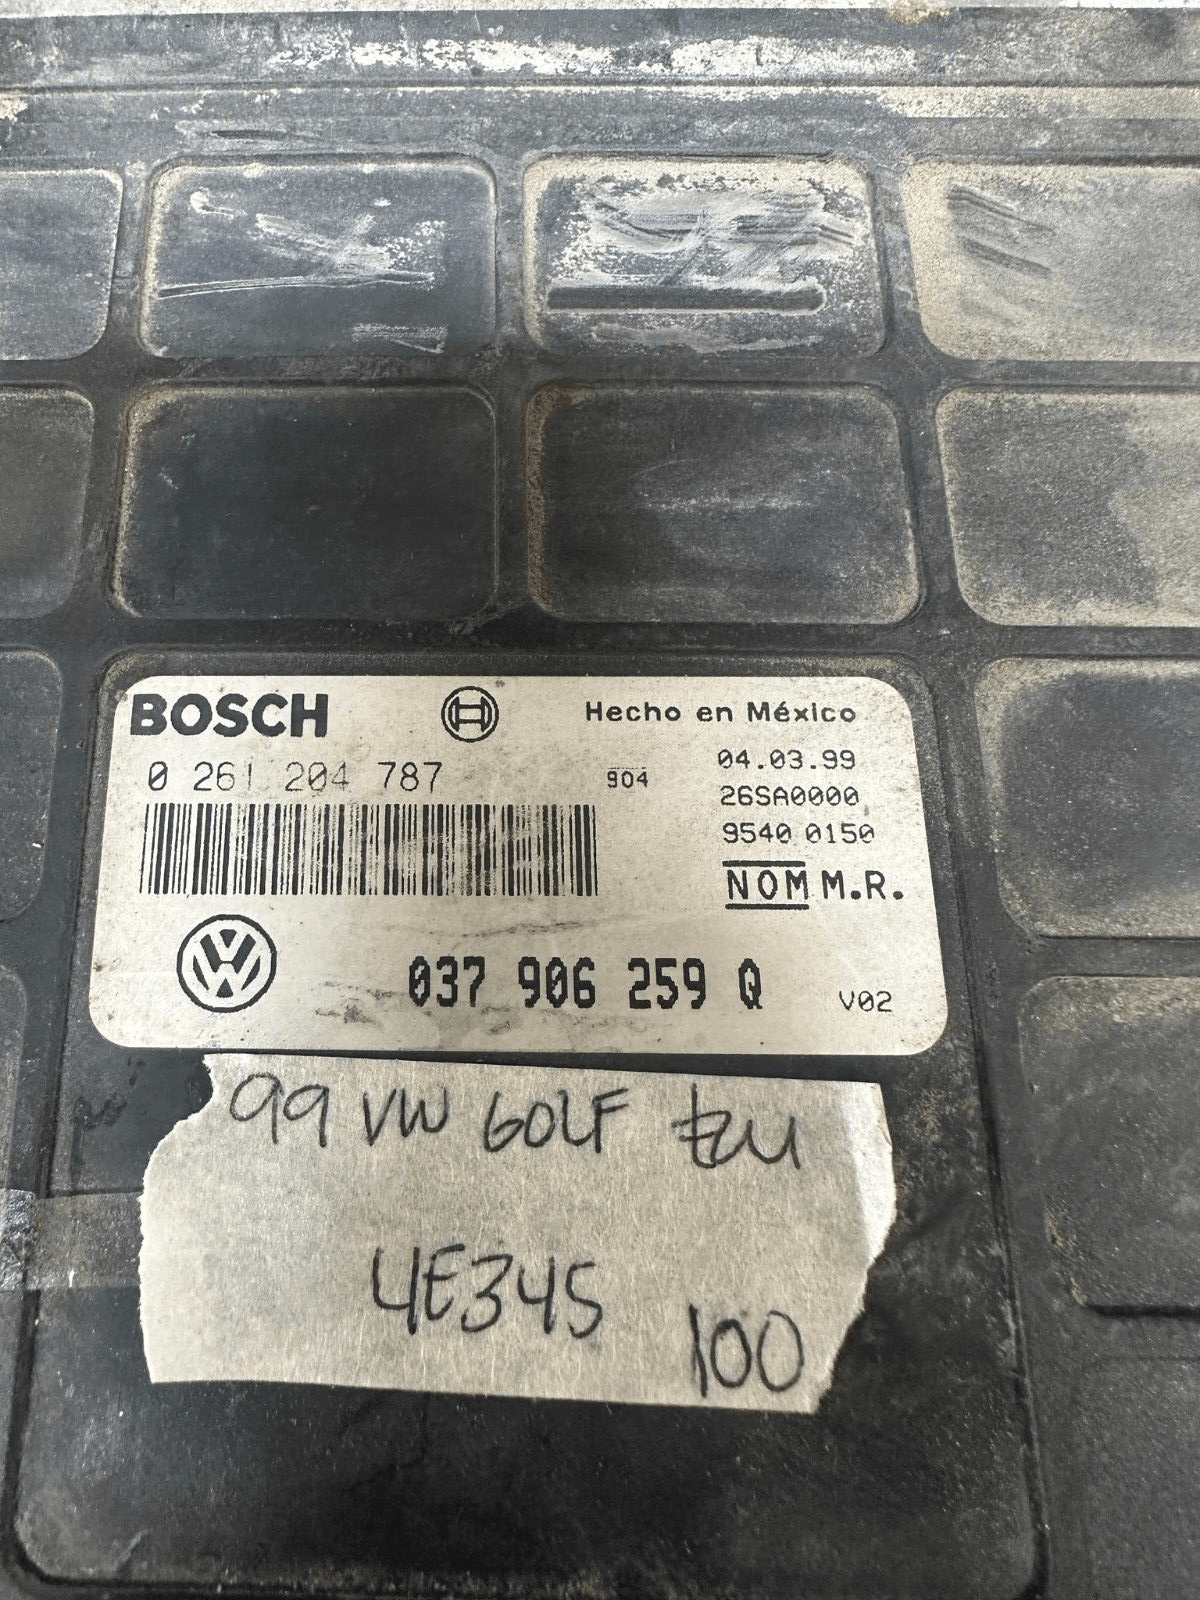 BOSCH Hecho en México
0 261 204 787 904 04.03.99
26SA0000
9540 0150
NOM M.R.
037 906 259 Q V02
99 VW GOLF
4E345
100